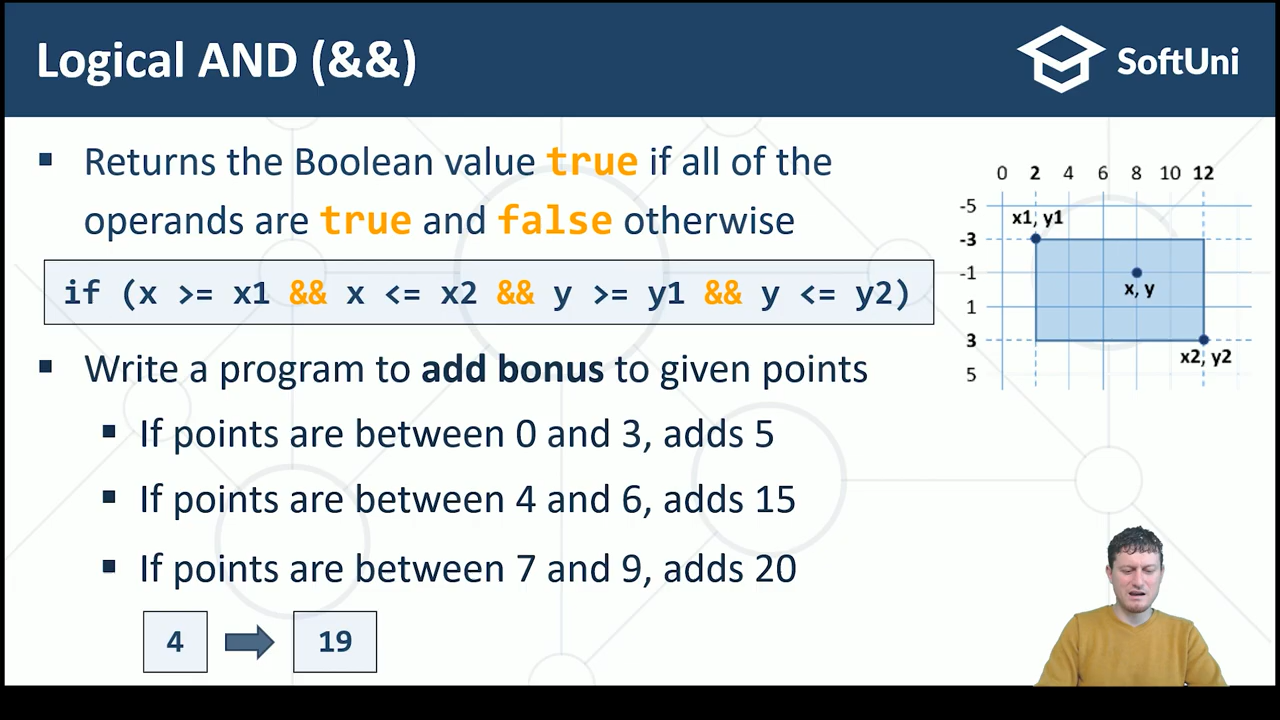 Logical AND (&&)
SoftUni
▪ Returns the Boolean value true if all of the
operands are true and false otherwise
if (x >= x1 && x <= x2 && y >= y1 && y <= y2)
0 2 4 6 8 10 12
-5
x1, y1
-3
-1
x, y
1
3
x2, y2
5
▪ Write a program to add bonus to given points
▪ If points are between 0 and 3, adds 5
▪ If points are between 4 and 6, adds 15
▪ If points are between 7 and 9, adds 20
4 19